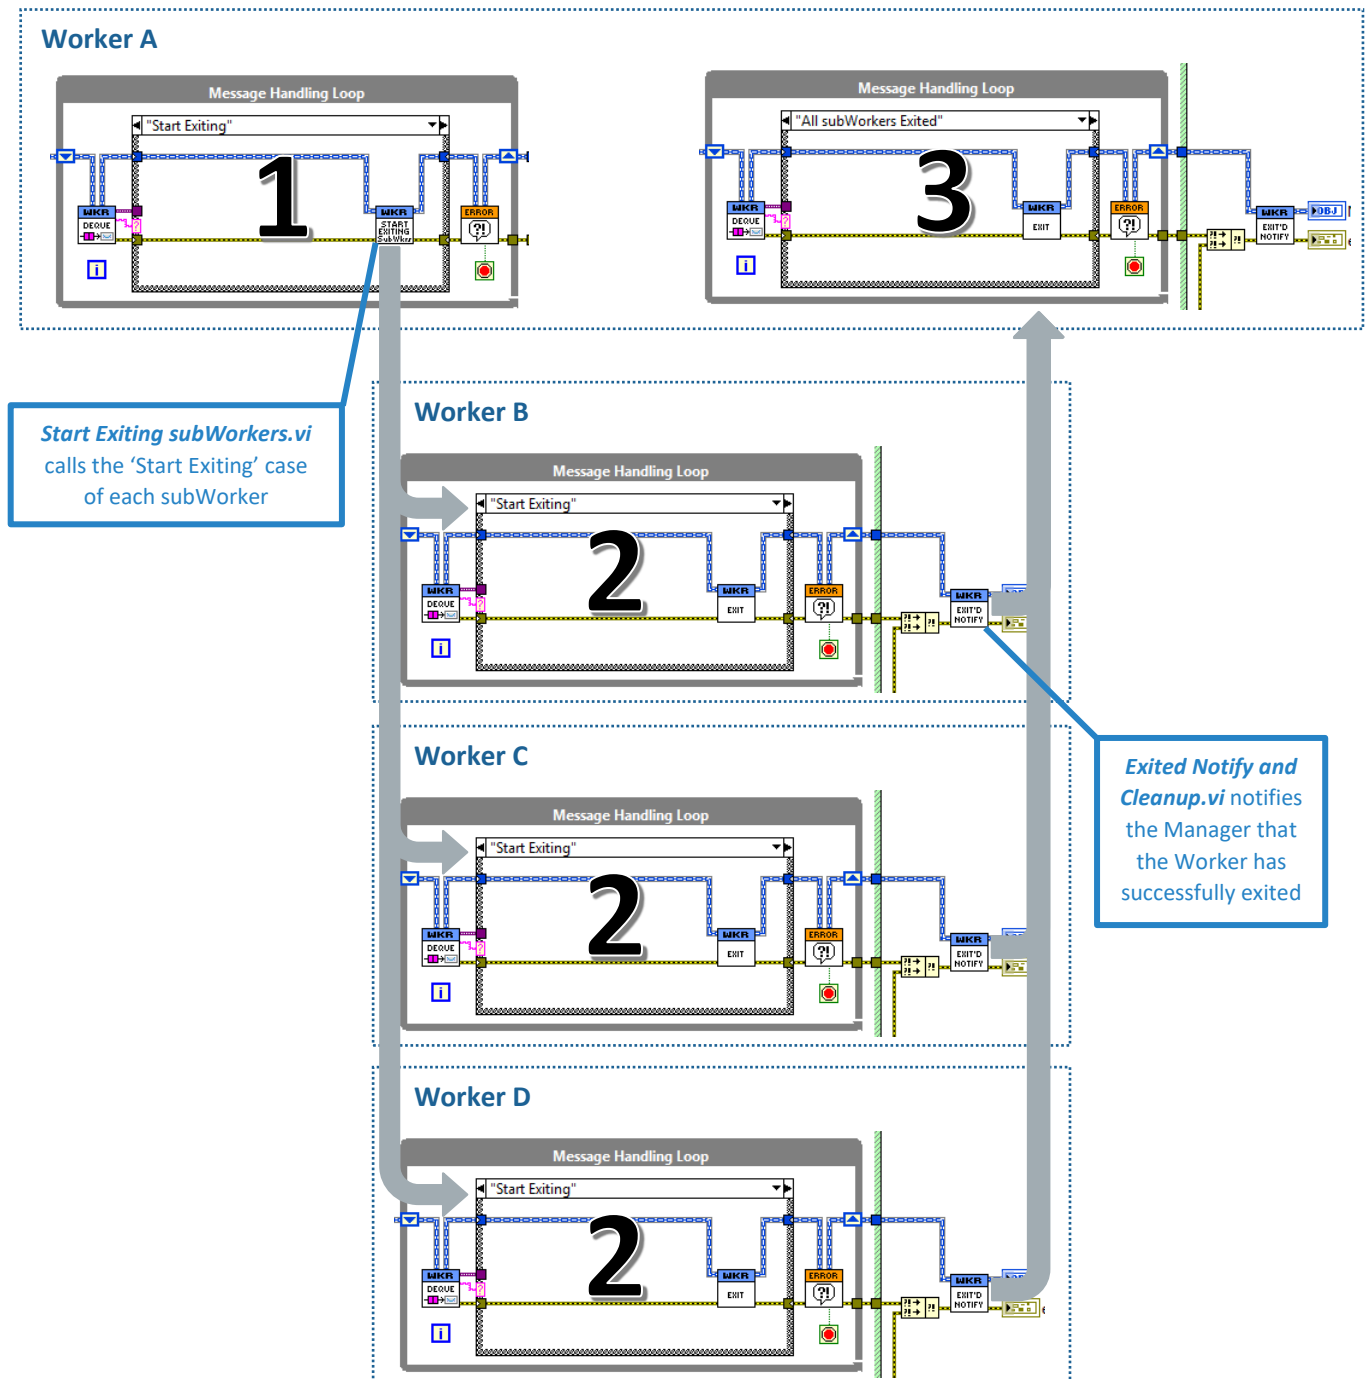 Worker A
Message Handling Loop
"Start Exiting"
1
WKR
DEQUE
?
i
WKR
START
EXITING
SubWkrs
ERROR
?!
Message Handling Loop
"All subWorkers Exited"
3
WKR
DEQUE
?
i
WKR
EXIT
ERROR
?!
WKR
EXIT'D
NOTIFY
OBJ
Start Exiting subWorkers.vi
calls the ‘Start Exiting’ case
of each subWorker
Worker B
Message Handling Loop
"Start Exiting"
2
WKR
DEQUE
?
i
WKR
EXIT
ERROR
?!
WKR
EXIT'D
NOTIFY
Worker C
Message Handling Loop
"Start Exiting"
2
WKR
DEQUE
?
i
WKR
EXIT
ERROR
?!
WKR
EXIT'D
NOTIFY
Exited Notify and
Cleanup.vi notifies
the Manager that
the Worker has
successfully exited
Worker D
Message Handling Loop
"Start Exiting"
2
WKR
DEQUE
?
i
WKR
EXIT
ERROR
?!
WKR
EXIT'D
NOTIFY